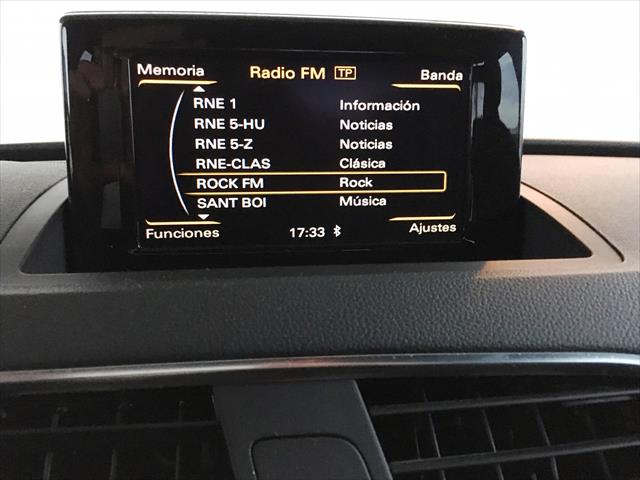 Memoria Radio FM TP Banda
RNE 1 Información
RNE 5-HU Noticias
RNE 5-Z Noticias
RNE-CLAS Clásica
ROCK FM Rock
SANT BOI Música
Funciones 17:33 Ajustes